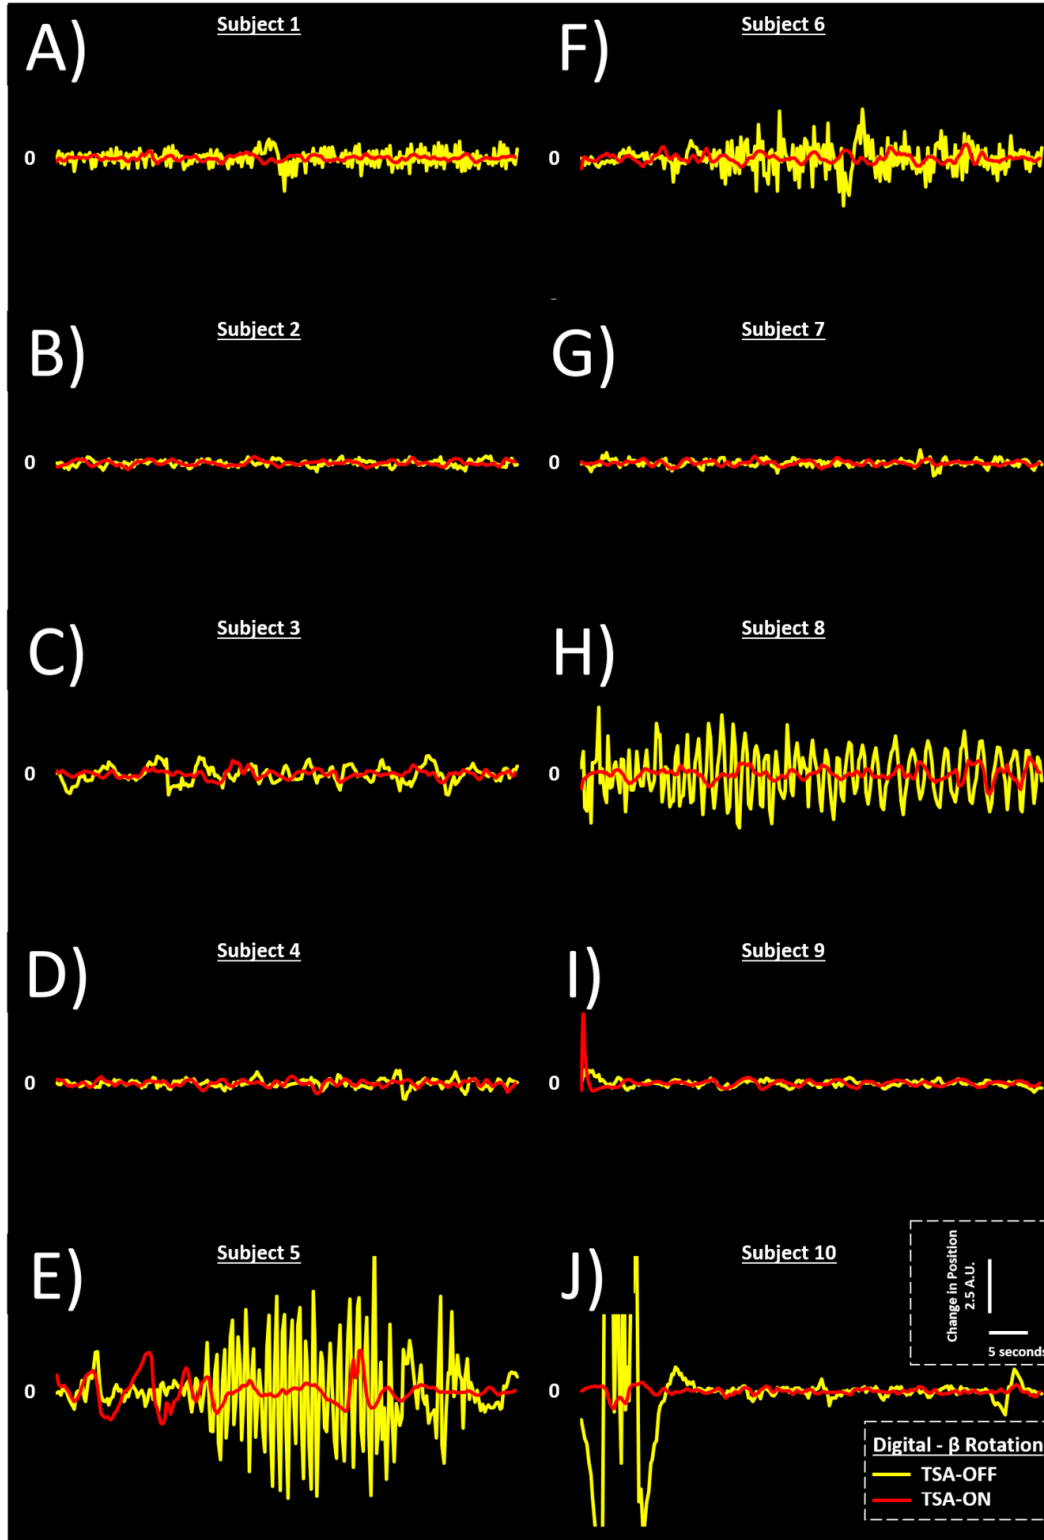 A)
Subject 1
0
F)
Subject 6
0
B)
Subject 2
0
G)
Subject 7
0
C)
Subject 3
0
H)
Subject 8
0
D)
Subject 4
0
I)
Subject 9
0
E)
Subject 5
0
J)
Subject 10
0
Change in Position
2.5 A.U.
5 seconds
Digital - β Rotation
TSA-OFF
TSA-ON